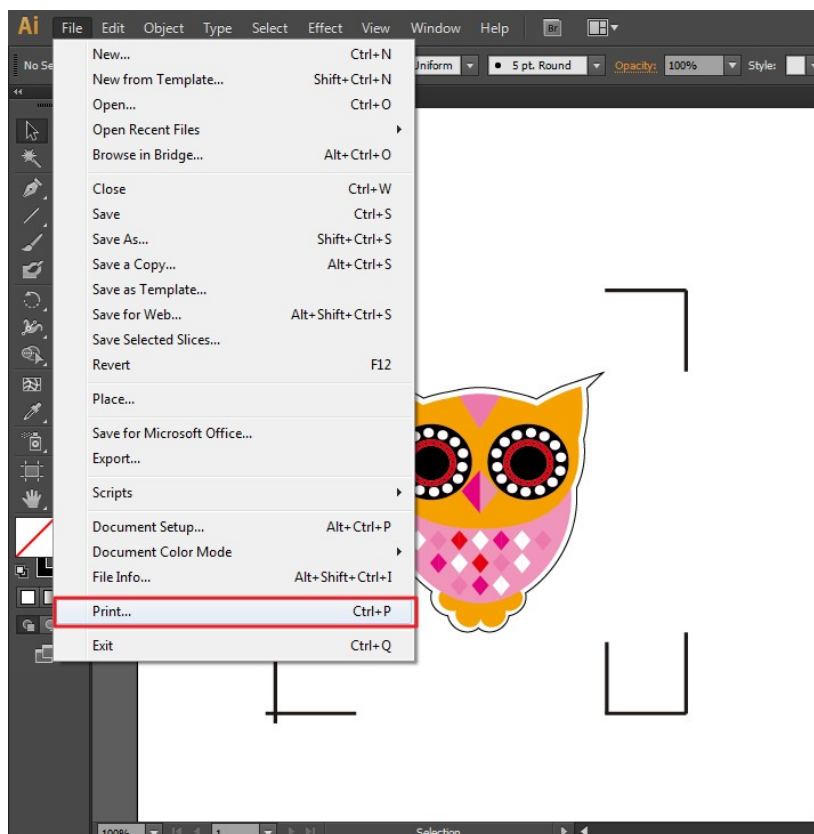 Ai File Edit Object Type Select Effect View Window Help Br
No Se Uniform 5 pt. Round Opacity: 100% Style:
New... Ctrl+N
New from Template... Shift+Ctrl+N
Open... Ctrl+O
Open Recent Files
Browse in Bridge... Alt+Ctrl+O
Close Ctrl+W
Save Ctrl+S
Save As... Shift+Ctrl+S
Save a Copy... Alt+Ctrl+S
Save as Template...
Save for Web... Alt+Shift+Ctrl+S
Save Selected Slices...
Revert F12
Place...
Save for Microsoft Office...
Export...
Scripts
Document Setup... Alt+Ctrl+P
Document Color Mode
File Info... Alt+Shift+Ctrl+I
Print... Ctrl+P
Exit Ctrl+Q
100% 1 Selection